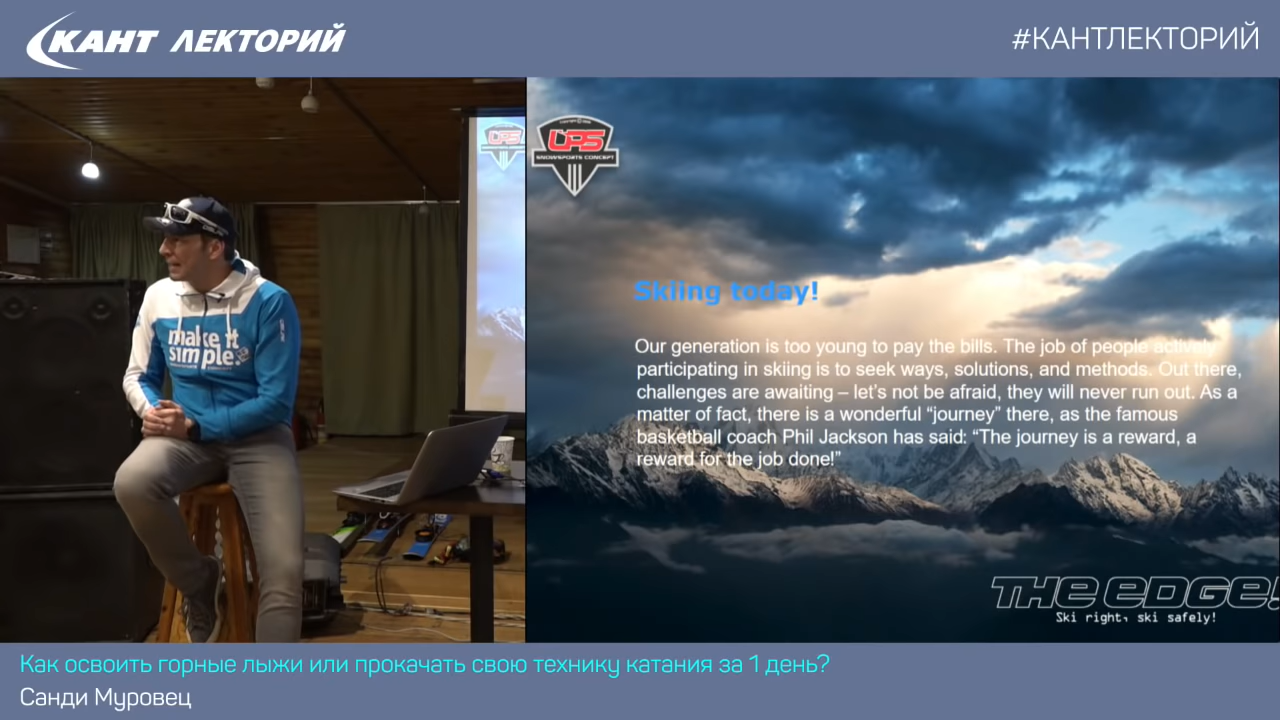 КАНТ ЛЕКТОРИЙ
#КАНТЛЕКТОРИЙ
UPS
SNOWSPORTS CONCEPT
make it
simple
Skiing today!
Our generation is too young to pay the bills. The job of people actively
participating in skiing is to seek ways, solutions, and methods. Out there,
challenges are awaiting – let's not be afraid, they will never run out. As a
matter of fact, there is a wonderful “journey” there, as the famous
basketball coach Phil Jackson has said: “The journey is a reward, a
reward for the job done!”
THE EDGE!
Ski right, ski safely!
Как освоить горные лыжи или прокачать свою технику катания за 1 день?
Санди Муровец